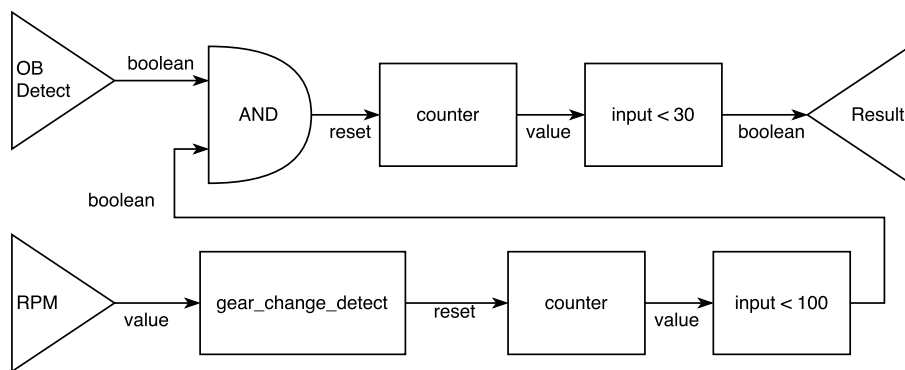 OB
Detect
boolean
AND
reset
counter
value
input < 30
boolean
Result
boolean
RPM
value
gear_change_detect
reset
counter
value
input < 100